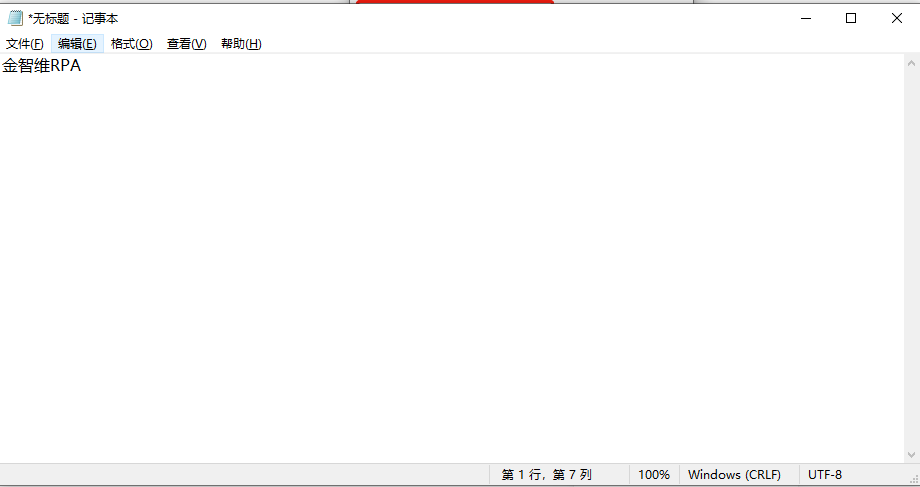 *无标题 - 记事本
文件(F) 编辑(E) 格式(O) 查看(V) 帮助(H)
金智维RPA
第 1 行，第 7 列 100% Windows (CRLF) UTF-8